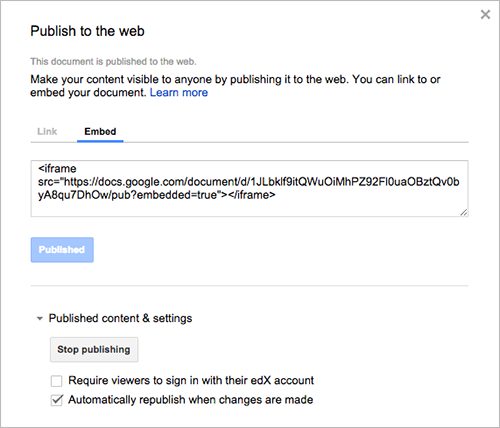 Publish to the web
This document is published to the web.
Make your content visible to anyone by publishing it to the web. You can link to or
embed your document. Learn more
Link Embed
<iframe
src="https://docs.google.com/document/d/1JLbklf9itQWuOiMhPZ92Fl0uaOBztQv0b
yA8qu7DhOw/pub?embedded=true"></iframe>
Published
Published content & settings
Stop publishing
Require viewers to sign in with their edX account
Automatically republish when changes are made